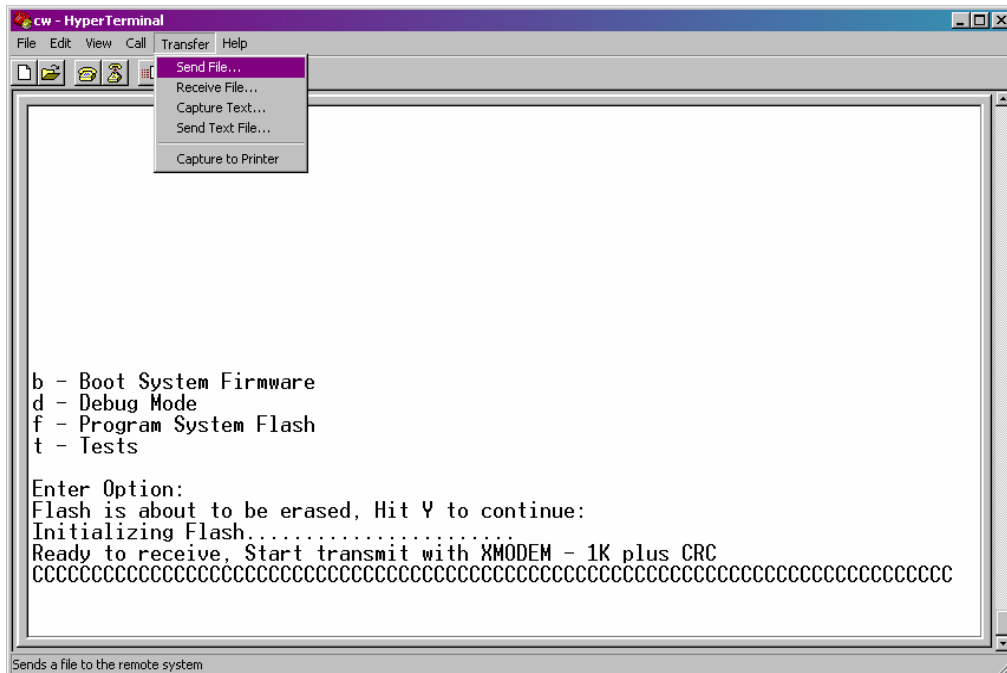 cw - HyperTerminal
File Edit View Call Transfer Help
Send File...
Receive File...
Capture Text...
Send Text File...
Capture to Printer
b - Boot System Firmware
d - Debug Mode
f - Program System Flash
t - Tests
Enter Option:
Flash is about to be erased, Hit Y to continue:
Initializing Flash.......................
Ready to receive, Start transmit with XMODEM - 1K plus CRC
CCCCCCCCCCCCCCCCCCCCCCCCCCCCCCCCCCCCCCCCCCCCCCCCCCCCCCCCCCCCCCCCCCCCCCCCCCCCCC
Sends a file to the remote system